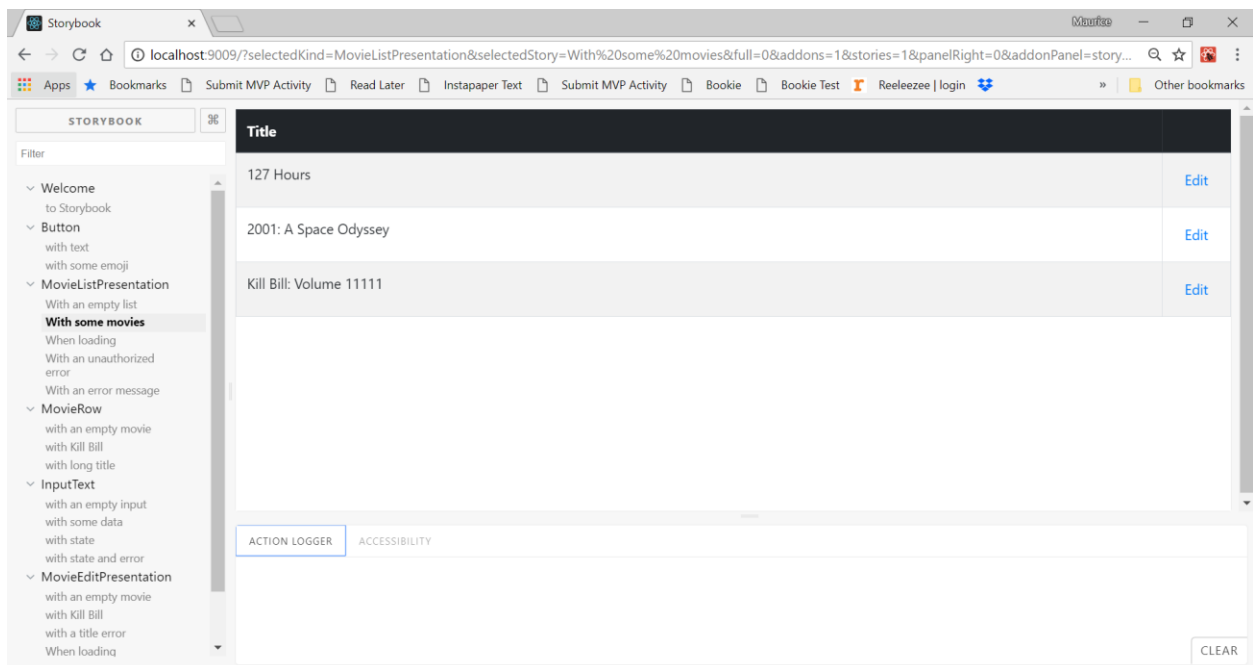 Storybook
Maurice
localhost:9009/?selectedKind=MovieListPresentation&selectedStory=With%20some%20movies&full=0&addons=1&stories=1&panelRight=0&addonPanel=story...
Apps Bookmarks Submit MVP Activity Read Later Instapaper Text Submit MVP Activity Bookie Bookie Test Reeleezee | login » Other bookmarks
STORYBOOK ⌘
Filter
Welcome
to Storybook
Button
with text
with some emoji
MovieListPresentation
With an empty list
With some movies
When loading
With an unauthorized
error
With an error message
MovieRow
with an empty movie
with Kill Bill
with long title
InputText
with an empty input
with some data
with state
with state and error
MovieEditPresentation
with an empty movie
with Kill Bill
with a title error
When loading
Title
127 Hours Edit
2001: A Space Odyssey Edit
Kill Bill: Volume 11111 Edit
ACTION LOGGER ACCESSIBILITY
CLEAR